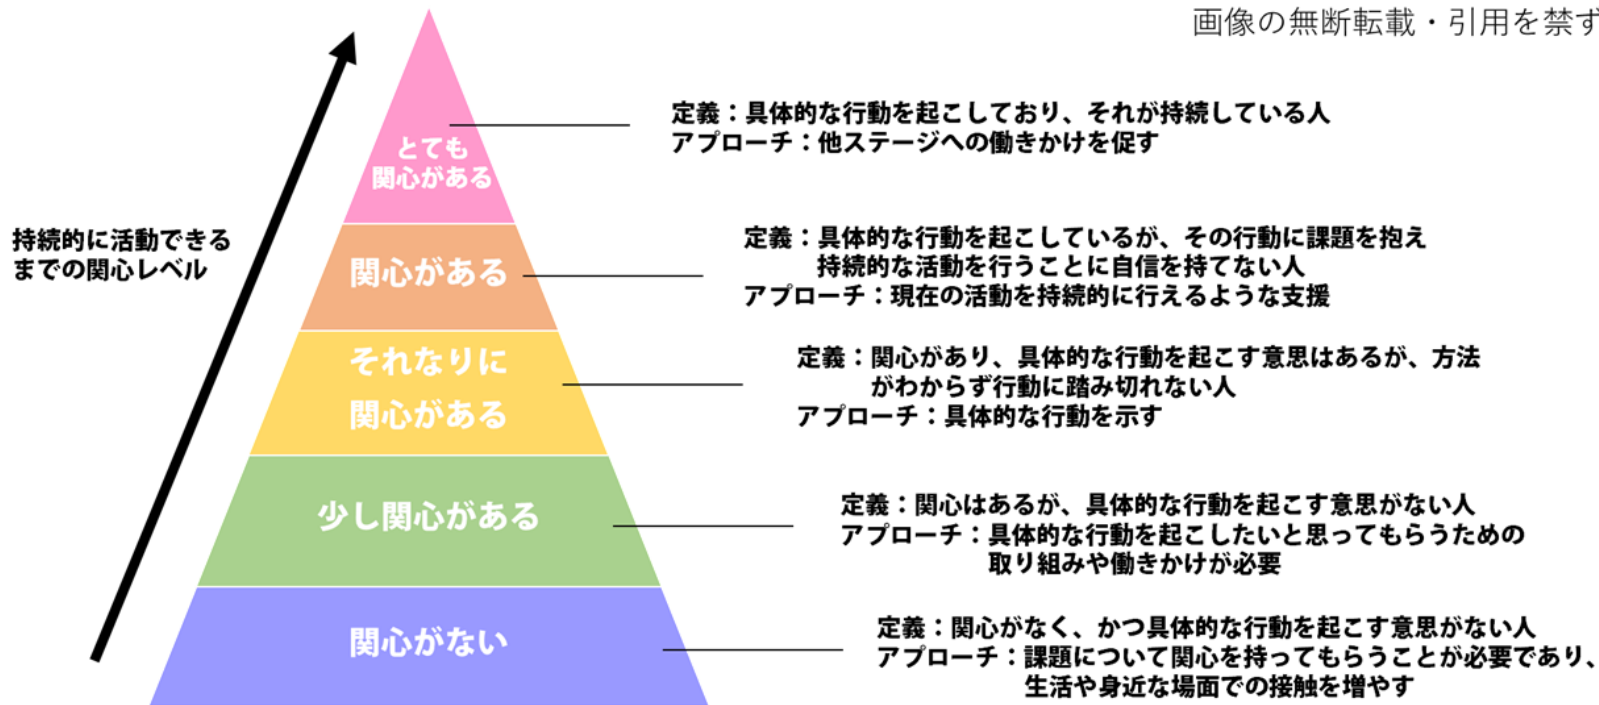 画像の無断転載・引用を禁ず
定義：具体的な行動を起こしており、それが持続している人
アプローチ：他ステージへの働きかけを促す
とても
関心がある
持続的に活動できる
までの関心レベル
定義：具体的な行動を起こしているが、その行動に課題を抱え
持続的な活動を行うことに自信を持てない人
アプローチ：現在の活動を持続的に行えるような支援
関心がある
それなりに
関心がある
定義：関心があり、具体的な行動を起こす意思はあるが、方法
がわからず行動に踏み切れない人
アプローチ：具体的な行動を示す
少し関心がある
定義：関心はあるが、具体的な行動を起こす意思がない人
アプローチ：具体的な行動を起こしたいと思ってもらうための
取り組みや働きかけが必要
関心がない
定義：関心がなく、かつ具体的な行動を起こす意思がない人
アプローチ：課題について関心を持ってもらうことが必要であり、
生活や身近な場面での接触を増やす